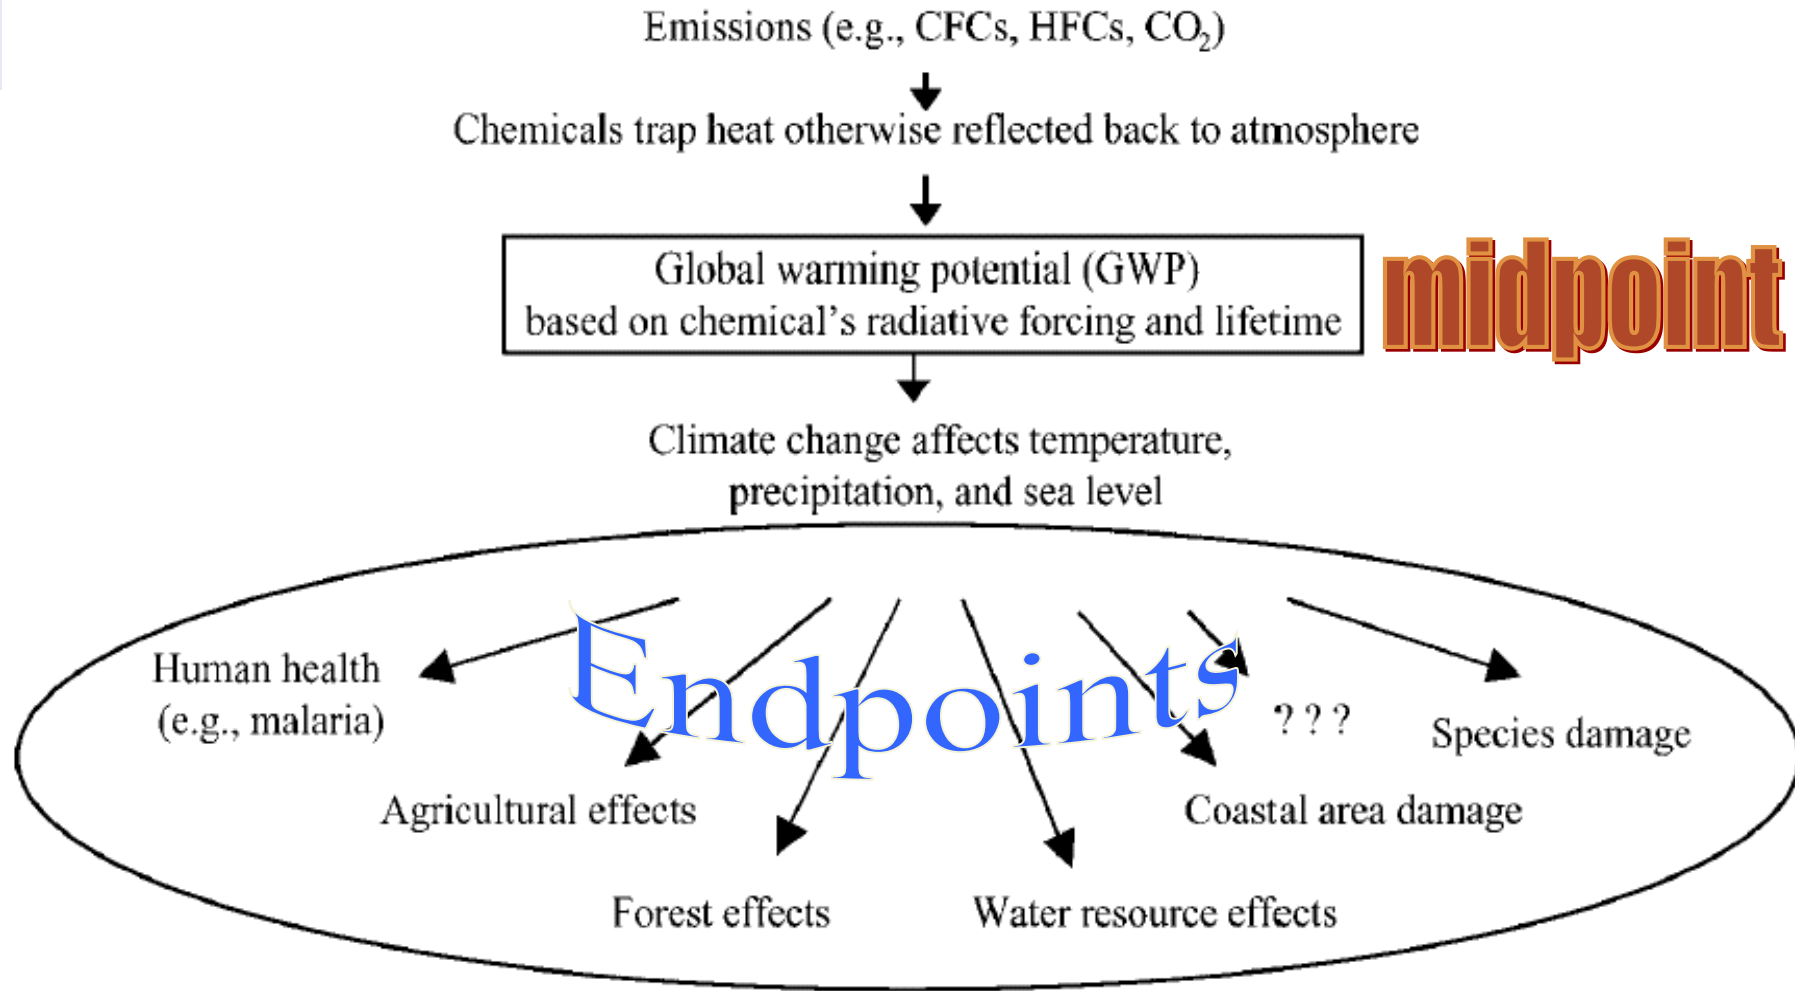 Emissions (e.g., CFCs, HFCs, CO₂)
Chemicals trap heat otherwise reflected back to atmosphere
Global warming potential (GWP)
based on chemical's radiative forcing and lifetime
midpoint
Climate change affects temperature,
precipitation, and sea level
Endpoints
Human health
(e.g., malaria)
Agricultural effects
Forest effects
Water resource effects
Coastal area damage
? ? ?
Species damage